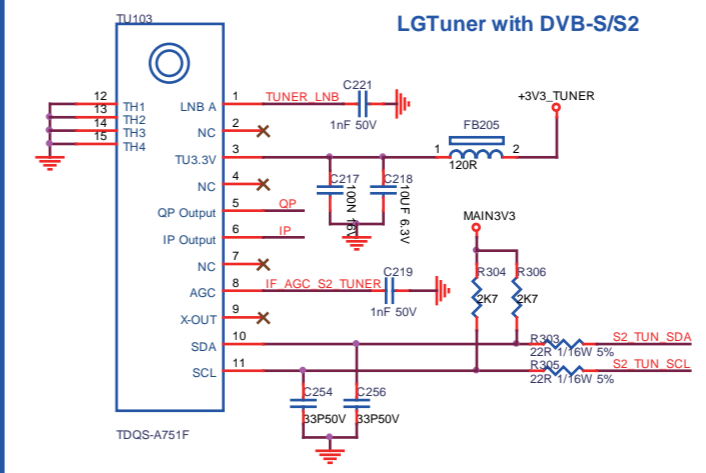 LGTuner with DVB-S/S2
TU103
12 TH1
13 TH2
14 TH3
15 TH4
LNB A 1 TUNER_LNB
C221
1nF 50V
NC 2
TU3.3V 3
+3V3_TUNER
FB205
1 2
120R
NC 4
C217
100N 16V
C218
10UF 6.3V
QP Output 5 QP
IP Output 6 IP
NC 7
MAIN3V3
AGC 8 IF_AGC_S2_TUNER
C219
1nF 50V
R304
2K7
R306
2K7
X-OUT 9
SDA 10
R303
22R 1/16W 5%
S2_TUN_SDA
SCL 11
R305
22R 1/16W 5%
S2_TUN_SCL
C254
33P50V
C256
33P50V
TDQS-A751F